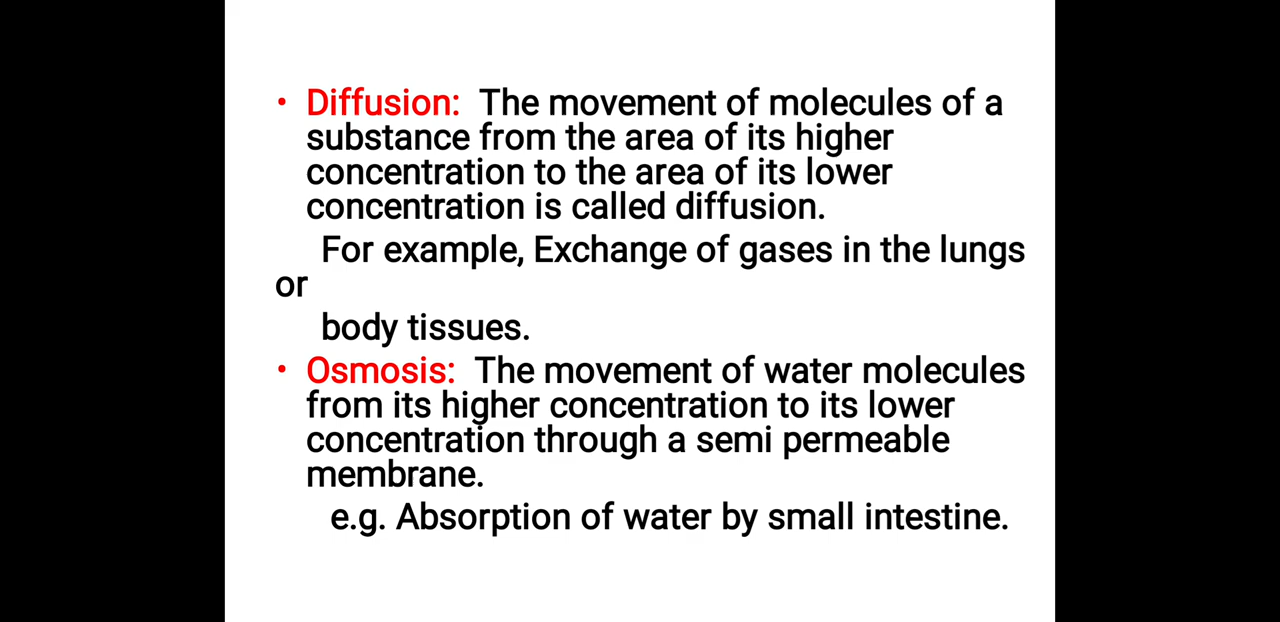 • Diffusion: The movement of molecules of a
substance from the area of its higher
concentration to the area of its lower
concentration is called diffusion.
For example, Exchange of gases in the lungs
or
body tissues.
• Osmosis: The movement of water molecules
from its higher concentration to its lower
concentration through a semi permeable
membrane.
e.g. Absorption of water by small intestine.